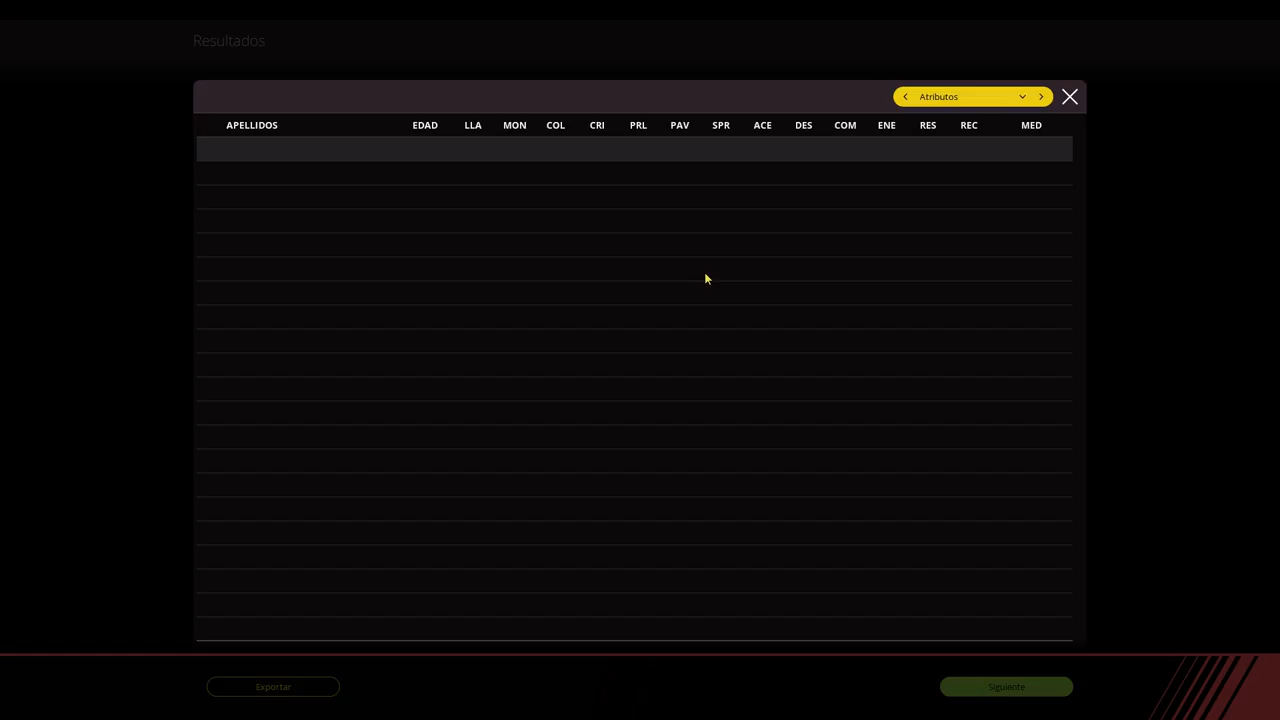 Resultados
Atributos
APELLIDOS EDAD LLA MON COL CRI PRL PAV SPR ACE DES COM ENE RES REC MED
Exportar Siguiente